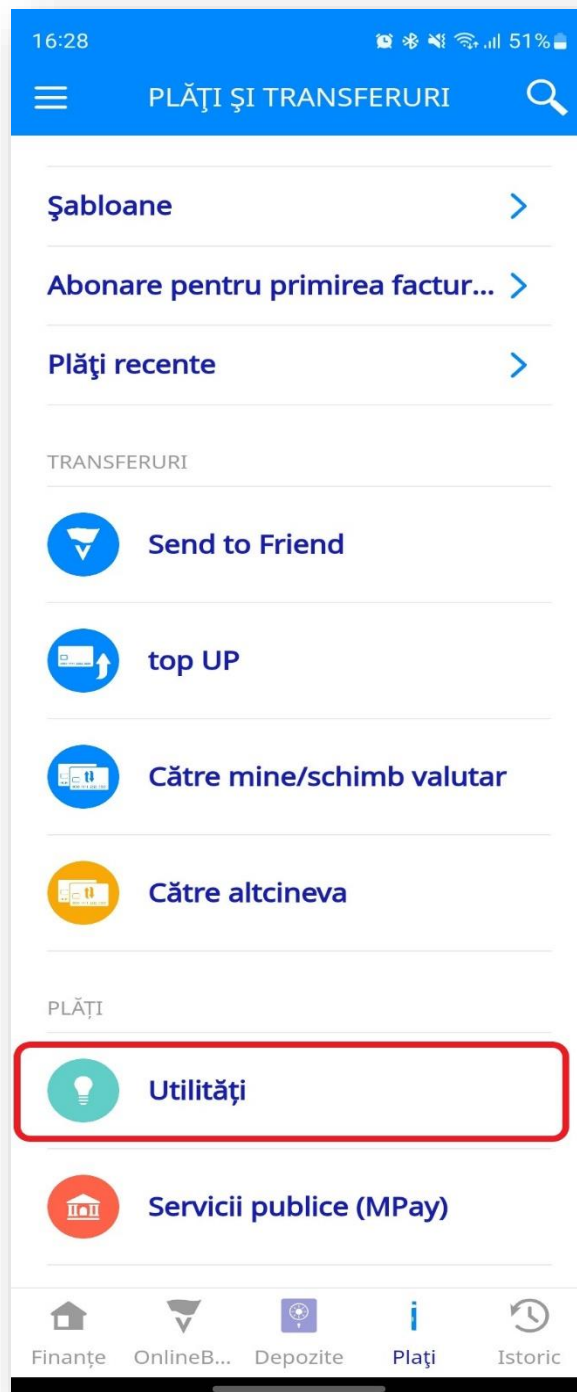 16:28
51%
PLĂŢI ŞI TRANSFERURI
Şabloane
Abonare pentru primirea factur...
Plăţi recente
TRANSFERURI
Send to Friend
top UP
Către mine/schimb valutar
Către altcineva
PLĂȚI
Utilități
Servicii publice (MPay)
Finanțe OnlineB... Depozite Plaţi Istoric